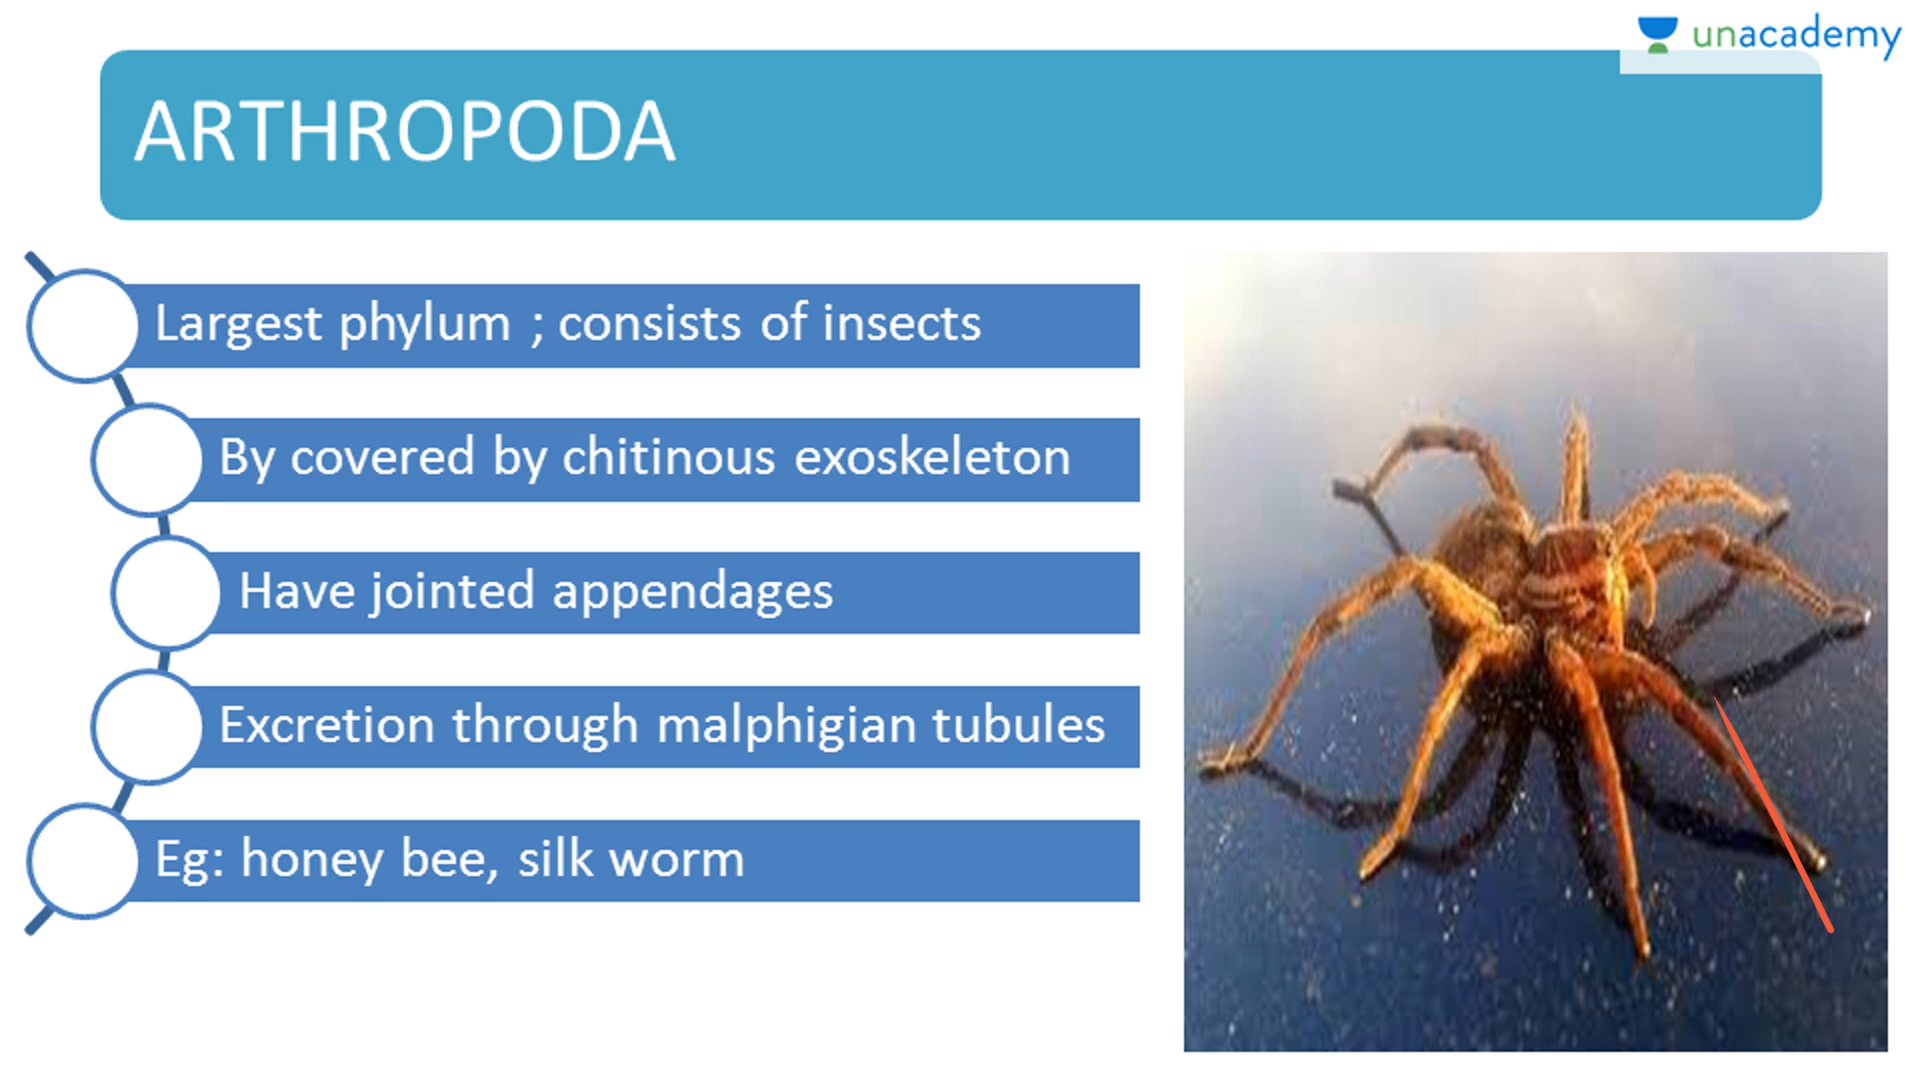 unacademy
ARTHROPODA
Largest phylum ; consists of insects
By covered by chitinous exoskeleton
Have jointed appendages
Excretion through malphigian tubules
Eg: honey bee, silk worm